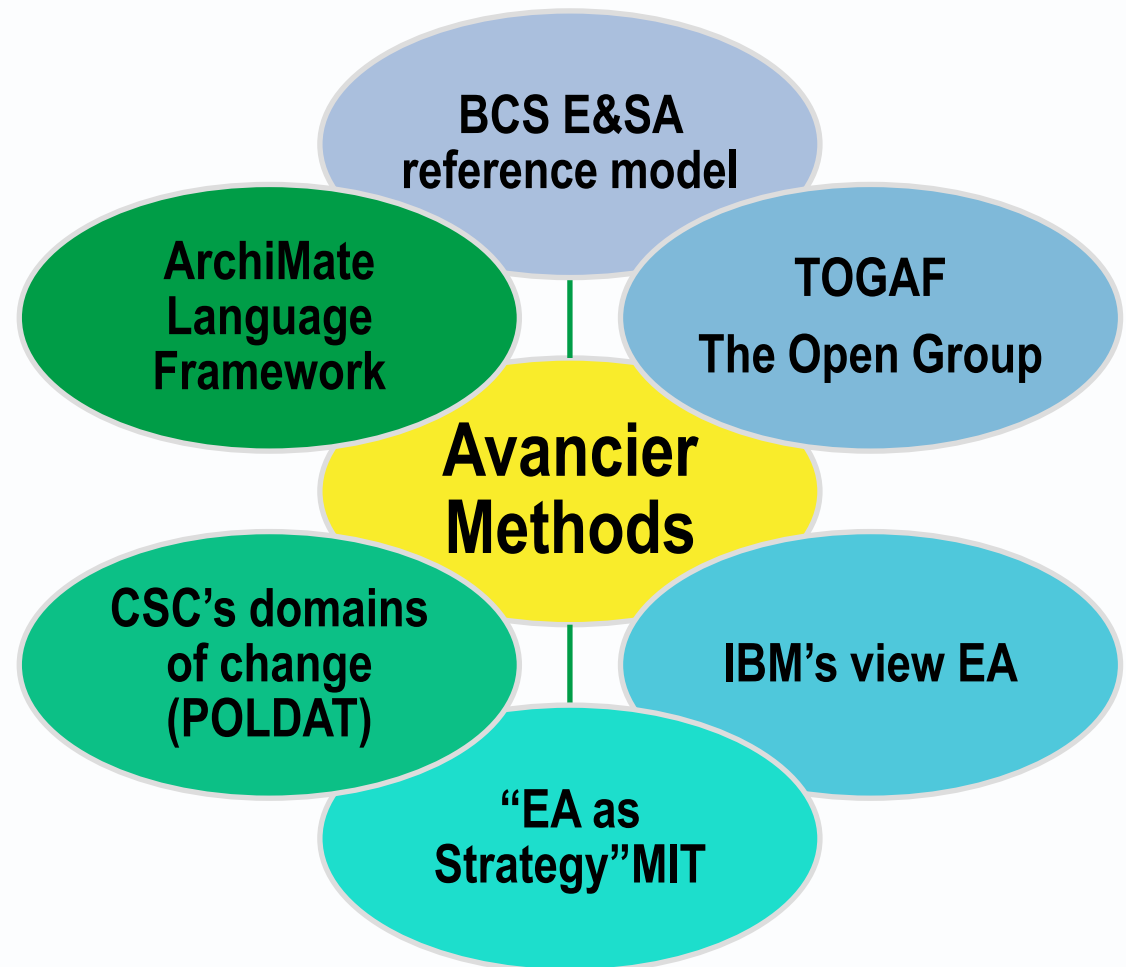 BCS E&SA
reference model
ArchiMate
Language
Framework
TOGAF
The Open Group
Avancier
Methods
CSC’s domains
of change
(POLDAT)
IBM’s view EA
“EA as
Strategy”MIT